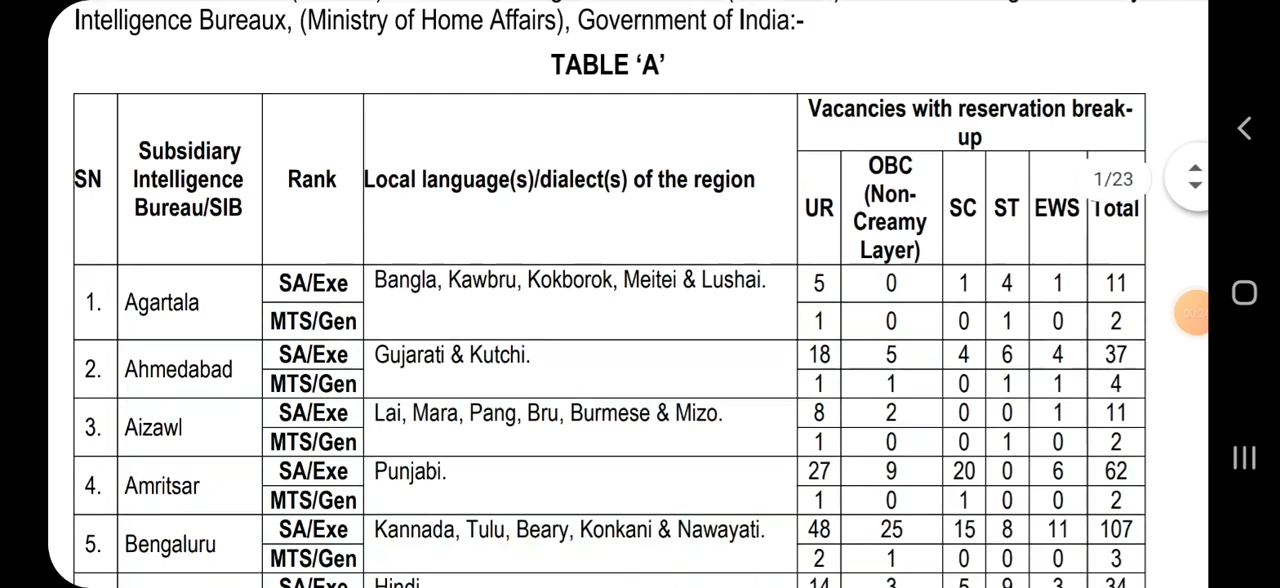 Intelligence Bureaux, (Ministry of Home Affairs), Government of India:-
TABLE ‘A’
SN Subsidiary Intelligence Bureau/SIB Rank Local language(s)/dialect(s) of the region Vacancies with reservation break-up
UR OBC (Non-Creamy Layer) SC ST EWS Total
1/23
1. Agartala SA/Exe Bangla, Kawbru, Kokborok, Meitei & Lushai. 5 0 1 4 1 11
MTS/Gen 1 0 0 1 0 2
2. Ahmedabad SA/Exe Gujarati & Kutchi. 18 5 4 6 4 37
MTS/Gen 1 1 0 1 1 4
3. Aizawl SA/Exe Lai, Mara, Pang, Bru, Burmese & Mizo. 8 2 0 0 1 11
MTS/Gen 1 0 0 1 0 2
4. Amritsar SA/Exe Punjabi. 27 9 20 0 6 62
MTS/Gen 1 0 1 0 0 2
5. Bengaluru SA/Exe Kannada, Tulu, Beary, Konkani & Nawayati. 48 25 15 8 11 107
MTS/Gen 2 1 0 0 0 3
SA/Exe Hindi 14 3 5 9 3 34